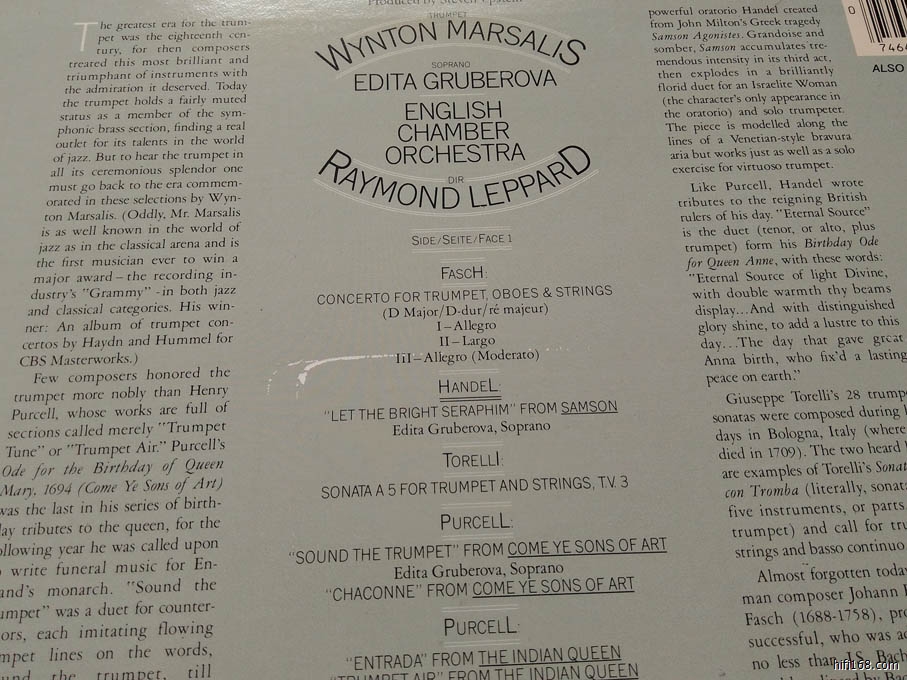 Produced by Steven Epstein
The greatest era for the trum-
pet was the eighteenth cen-
tury, for then composers
treated this most brilliant and
triumphant of instruments with
the admiration it deserved. Today
the trumpet holds a fairly muted
status as a member of the sym-
phonic brass section, finding a real
outlet for its talents in the world
of jazz. But to hear the trumpet in
all its ceremonious splendor one
must go back to the era commem-
orated in these selections by Wyn-
ton Marsalis. (Oddly, Mr. Marsalis
is as well known in the world of
jazz as in the classical arena and is
the first musician ever to win a
major award – the recording in-
dustry's "Grammy" - in both jazz
and classical categories. His win-
ner: An album of trumpet con-
certos by Haydn and Hummel for
CBS Masterworks.)
Few composers honored the
trumpet more nobly than Henry
Purcell, whose works are full of
sections called merely "Trumpet
Tune" or "Trumpet Air." Purcell's
Ode for the Birthday of Queen
Mary, 1694 (Come Ye Sons of Art)
was the last in his series of birth-
day tributes to the queen, for the
ollowing year he was called upon
write funeral music for En-
and's monarch. "Sound the
umpet" was a duet for counter-
ors, each imitating flowing
mpet lines on the words,
und the trumpet, till
TRUMPET
WYNTON MARSALIS
SOPRANO
EDITA GRUBEROVA
ENGLISH
CHAMBER
ORCHESTRA
DIR
RAYMOND LEPPARD
SIDE/SEITE/FACE 1
FASCH:
CONCERTO FOR TRUMPET, OBOES & STRINGS
(D Major/D-dur/ré majeur)
I–Allegro
II–Largo
IiI–Allegro (Moderato)
HANDEL:
"LET THE BRIGHT SERAPHIM" FROM SAMSON
Edita Gruberova, Soprano
TORELLI:
SONATA A 5 FOR TRUMPET AND STRINGS, T.V. 3
PURCELL:
"SOUND THE TRUMPET" FROM COME YE SONS OF ART
Edita Gruberova, Soprano
"CHACONNE" FROM COME YE SONS OF ART
PURCELL:
"ENTRADA" FROM THE INDIAN QUEEN
"TRUMPET AIR" FROM THE INDIAN QUEEN
powerful oratorio Handel created
from John Milton's Greek tragedy
Samson Agonistes. Grandoise and
somber, Samson accumulates tre-
mendous intensity in its third act,
then explodes in a brilliantly
florid duet for an Israelite Woman
(the character's only appearance in
the oratorio) and solo trumpeter.
The piece is modelled along the
lines of a Venetian-style bravura
aria but works just as well as a solo
exercise for virtuoso trumpet.
Like Purcell, Handel wrote
tributes to the reigning British
rulers of his day. "Eternal Source"
is the duet (tenor, or alto, plus
trumpet) form his Birthday Ode
for Queen Anne, with these words:
"Eternal Source of light Divine,
with double warmth thy beams
display...And with distinguished
glory shine, to add a lustre to this
day...The day that gave great
Anna birth, who fix'd a lasting
peace on earth."
Giuseppe Torelli's 28 trump
sonatas were composed during
days in Bologna, Italy (where
died in 1709). The two heard
are examples of Torelli's Sonat
con Tromba (literally, sonata
five instruments, or parts,
trumpet) and call for tru
strings and basso continuo
Almost forgotten today
man composer Johann
Fasch (1688-1758), pro
successful, who was ad
no less than J.S. Bach
0
746
ALSO
hifi168.com